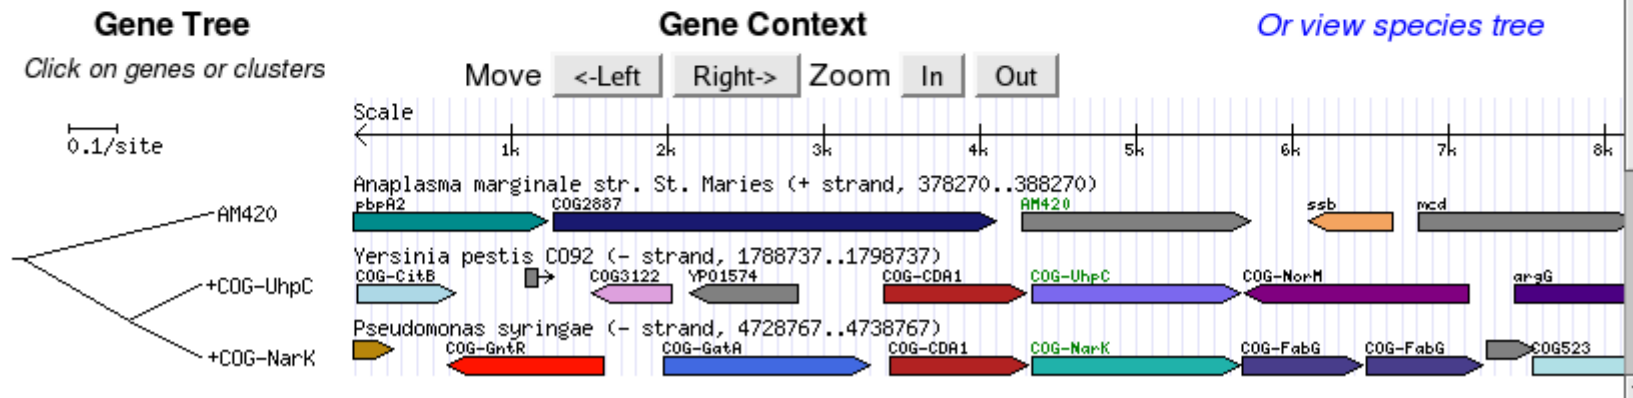 Gene Tree Gene Context Or view species tree
Click on genes or clusters
Move <-Left Right-> Zoom In Out
Scale
0.1/site
1k 2k 3k 4k 5k 6k 7k 8k
Anaplasma marginale str. St. Maries (+ strand, 378270..388270)
pbpA2 COG2887 AM420 ssb mcd
AM420
Yersinia pestis CO92 (- strand, 1788737..1798737)
COG-CitB COG3122 YPO1574 COG-CDA1 COG-UhpC COG-NorM argG
+COG-UhpC
Pseudomonas syringae (- strand, 4728767..4738767)
COG-GntR COG-GatA COG-CDA1 COG-NarK COG-FabG COG-FabG COG523
+COG-NarK